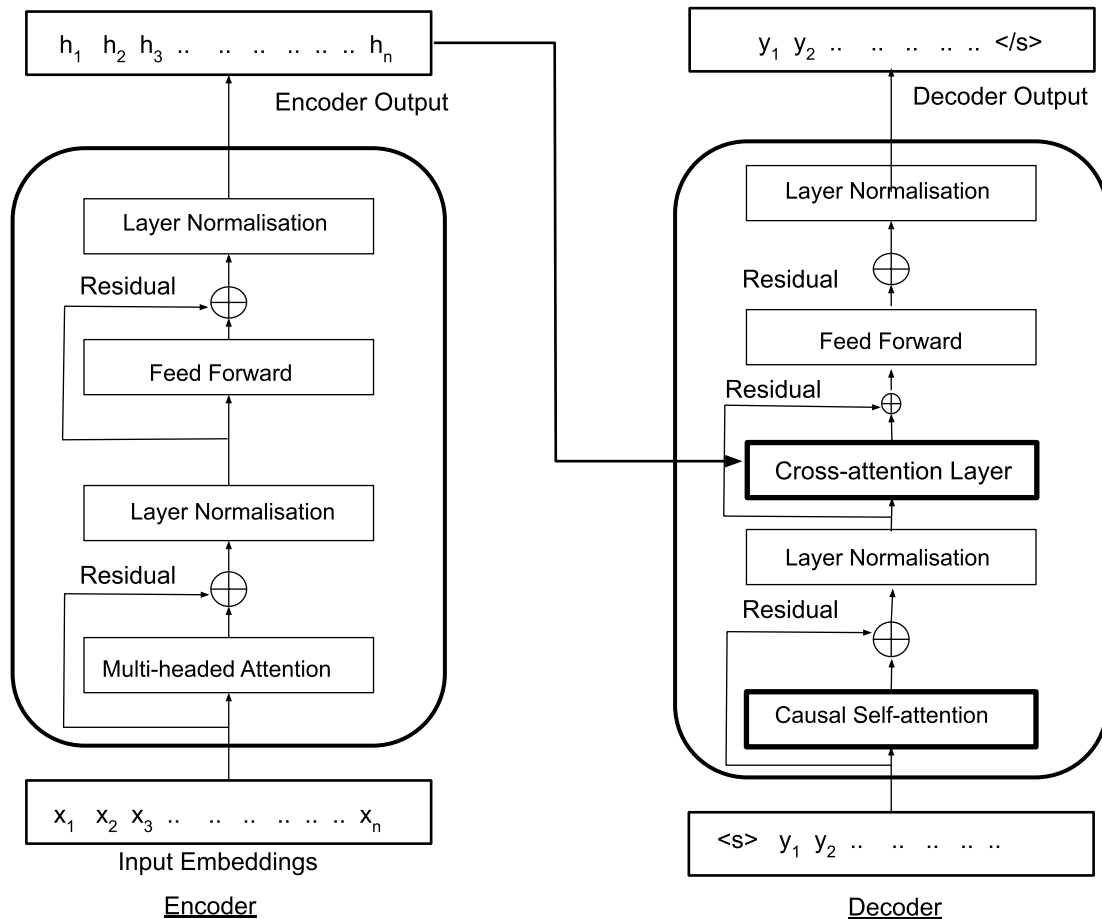 h₁ h₂ h₃ .. .. .. .. .. .. hₙ
Encoder Output
Layer Normalisation
Residual
Feed Forward
Layer Normalisation
Residual
Multi-headed Attention
x₁ x₂ x₃ .. .. .. .. .. .. xₙ
Input Embeddings
Encoder
y₁ y₂ .. .. .. .. .. </s>
Decoder Output
Layer Normalisation
Residual
Feed Forward
Residual
Cross-attention Layer
Layer Normalisation
Residual
Causal Self-attention
<s> y₁ y₂ .. .. .. .. ..
Decoder